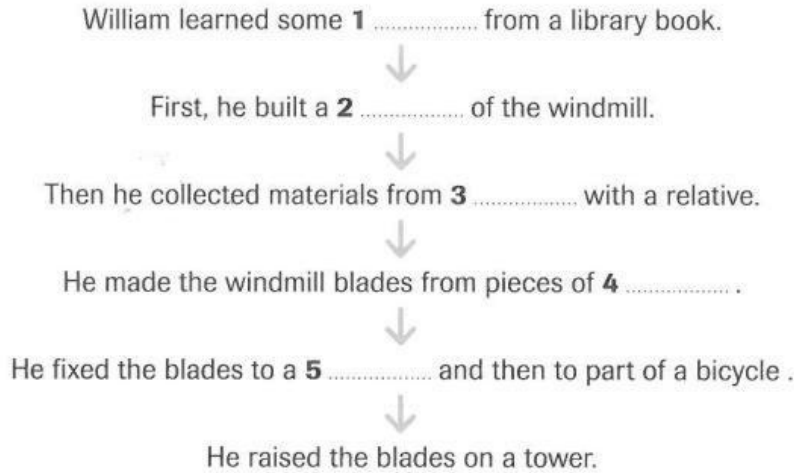 William learned some 1 .................. from a library book.
First, he built a 2 .................. of the windmill.
Then he collected materials from 3 .................. with a relative.
He made the windmill blades from pieces of 4 .................. .
He fixed the blades to a 5 .................. and then to part of a bicycle .
He raised the blades on a tower.